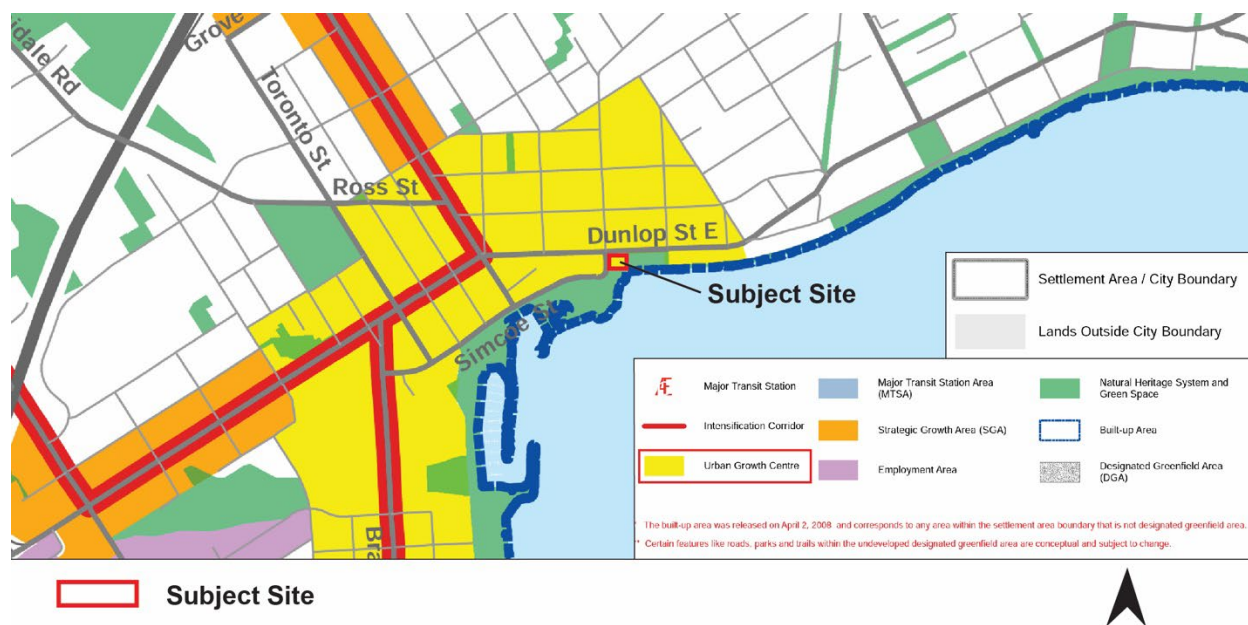 idale Rd
Grove
Toronto St
Ross St
Dunlop St E
Subject Site
Simcoe St
Bra
Settlement Area / City Boundary
Lands Outside City Boundary
Major Transit Station
Major Transit Station Area
(MTSA)
Natural Heritage System and
Green Space
Intensification Corridor
Strategic Growth Area (SGA)
Built-up Area
Urban Growth Centre
Employment Area
Designated Greenfield Area
(DGA)
* The built-up area was released on April 2, 2008 and corresponds to any area within the settlement area boundary that is not designated greenfield area.
** Certain features like roads, parks and trails within the undeveloped designated greenfield area are conceptual and subject to change.
Subject Site